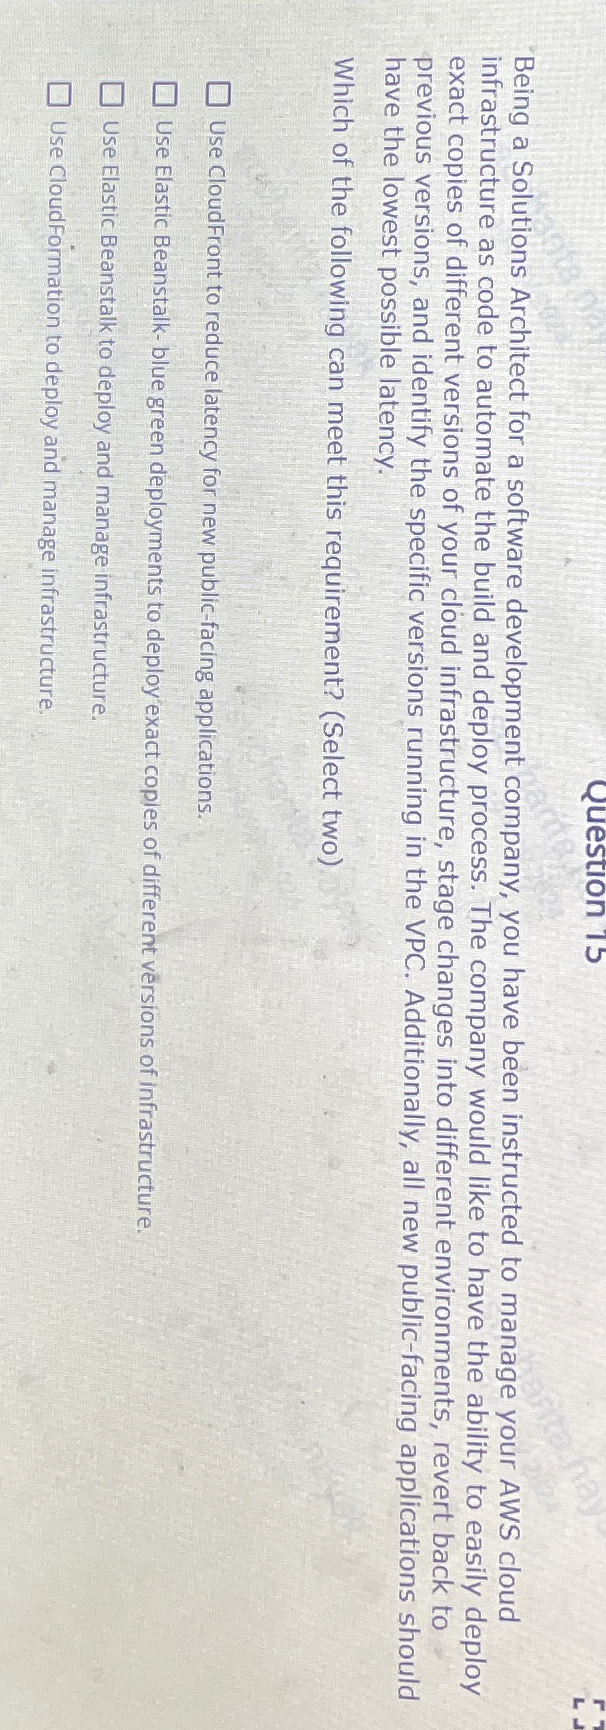 Question 15
Being a Solutions Architect for a software development company, you have been instructed to manage your AWS cloud
infrastructure as code to automate the build and deploy process. The company would like to have the ability to easily deploy
exact copies of different versions of your cloud infrastructure, stage changes into different environments, revert back to
previous versions, and identify the specific versions running in the VPC. Additionally, all new public-facing applications should
have the lowest possible latency.
Which of the following can meet this requirement? (Select two)
Use CloudFront to reduce latency for new public-facing applications.
Use Elastic Beanstalk- blue green deployments to deploy exact copies of different versions of infrastructure.
Use Elastic Beanstalk to deploy and manage infrastructure.
Use CloudFormation to deploy and manage infrastructure.